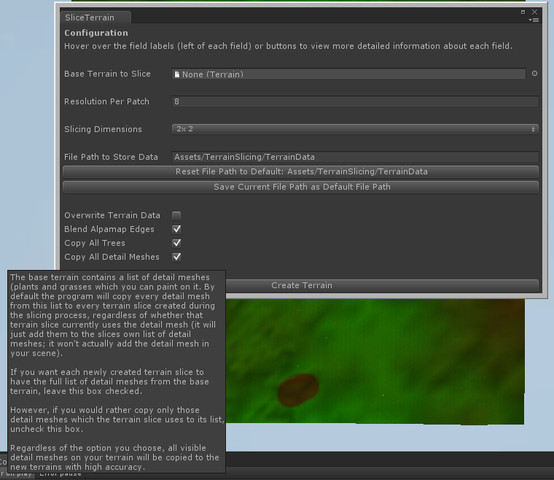 SliceTerrain
Configuration
Hover over the field labels (left of each field) or buttons to view more detailed information about each field.
Base Terrain to Slice
None (Terrain)
Resolution Per Patch
8
Slicing Dimensions
2x 2
File Path to Store Data
Assets/TerrainSlicing/TerrainData
Reset File Path to Default: Assets/TerrainSlicing/TerrainData
Save Current File Path as Default File Path
Overwrite Terrain Data
Blend Alpamap Edges
Copy All Trees
Copy All Detail Meshes
Create Terrain
The base terrain contains a list of detail meshes
(plants and grasses which you can paint on it. By
default the program will copy every detail mesh
from this list to every terrain slice created during
the slicing process, regardless of whether that
terrain slice currently uses the detail mesh (it will
just add them to the slices own list of detail
meshes; it won't actually add the detail mesh in
your scene).
If you want each newly created terrain slice to
have the full list of detail meshes from the base
terrain, leave this box checked.
However, if you would rather copy only those
detail meshes which the terrain slice uses to its list,
uncheck this box.
Regardless of the option you choose, all visible
detail meshes on your terrain will be copied to the
new terrains with high accuracy.